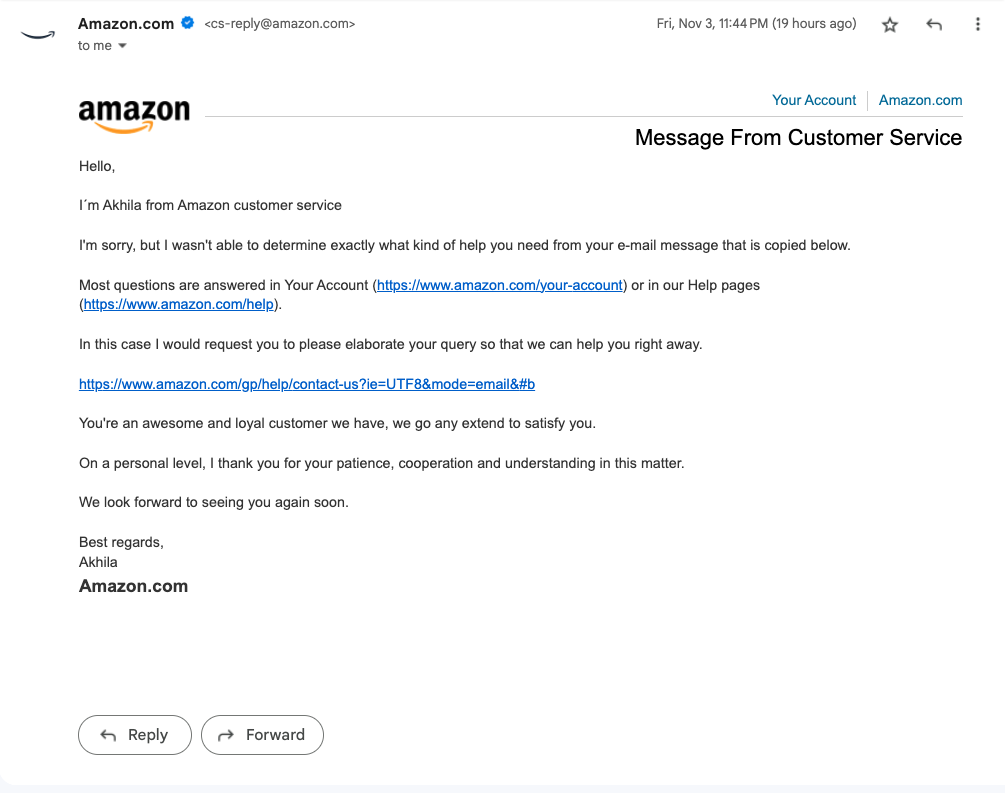 Amazon.com <cs-reply@amazon.com> Fri, Nov 3, 11:44 PM (19 hours ago)
to me
amazon
Your Account Amazon.com
Message From Customer Service
Hello,
I´m Akhila from Amazon customer service
I'm sorry, but I wasn't able to determine exactly what kind of help you need from your e-mail message that is copied below.
Most questions are answered in Your Account (https://www.amazon.com/your-account) or in our Help pages
(https://www.amazon.com/help).
In this case I would request you to please elaborate your query so that we can help you right away.
https://www.amazon.com/gp/help/contact-us?ie=UTF8&mode=email&#b
You're an awesome and loyal customer we have, we go any extend to satisfy you.
On a personal level, I thank you for your patience, cooperation and understanding in this matter.
We look forward to seeing you again soon.
Best regards,
Akhila
Amazon.com
Reply Forward